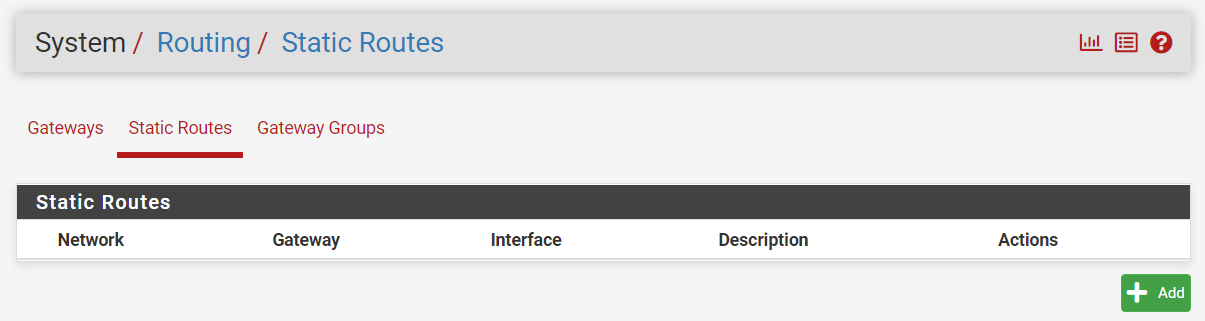 System / Routing / Static Routes
Gateways Static Routes Gateway Groups
Static Routes
Network Gateway Interface Description Actions
Add